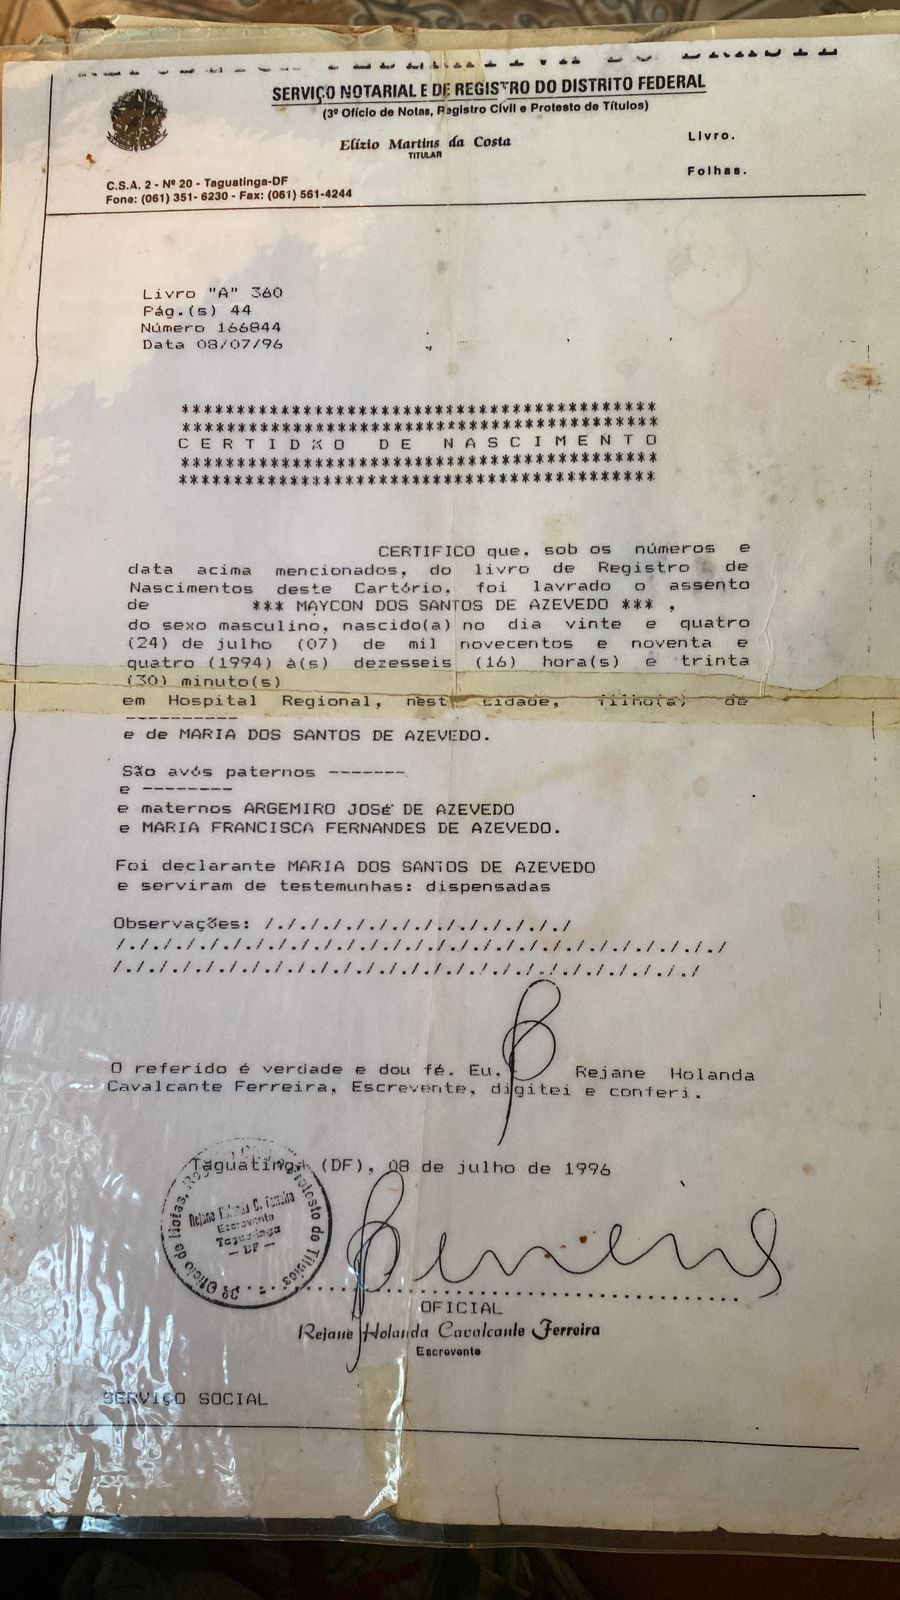 SERVIÇO NOTARIAL E DE REGISTRO DO DISTRITO FEDERAL
(3º Ofício de Notas, Registro Civil e Protesto de Títulos)
Elízio Martins da Costa
TITULAR
Livro.
Folhas.
C.S.A. 2 - Nº 20 - Taguatinga-DF
Fone: (061) 351- 6230 - Fax: (061) 561-4244
Livro "A" 360
Pág.(s) 44
Número 166844
Data 08/07/96
*******************************************
*******************************************
CERTIDÃO DE NASCIMENTO
*******************************************
*******************************************
CERTIFICO que, sob os números e
data acima mencionados, do livro de Registro de
Nascimentos deste Cartório, foi lavrado o assento
de *** MAYCON DOS SANTOS DE AZEVEDO *** ,
do sexo masculino, nascido(a) no dia vinte e quatro
(24) de julho (07) de mil novecentos e noventa e
quatro (1994) à(s) dezesseis (16) hora(s) e trinta
(30) minuto(s)
em Hospital Regional, nesta cidade, filho(a) de
----------
e de MARIA DOS SANTOS DE AZEVEDO.
São avós paternos -------
e --------
e maternos ARGEMIRO JOSÉ DE AZEVEDO
e MARIA FRANCISCA FERNANDES DE AZEVEDO.
Foi declarante MARIA DOS SANTOS DE AZEVEDO
e serviram de testemunhas: dispensadas
Observações: /./././././././././././././
/./././././././././././././././././././././././././
/././././././././././././././././././././././././
O referido é verdade e dou fé. Eu, Rejane Holanda
Cavalcante Ferreira, Escrevente, digitei e conferi.
Taguatinga (DF), 08 de julho de 1996
3º Ofício de Notas, Protesto de Títulos
Rejane Holanda C. Ferreira
Escrevente
Taguatinga
— DF —
OFICIAL
Rejane Holanda Cavalcante Ferreira
Escrevente
SERVIÇO SOCIAL